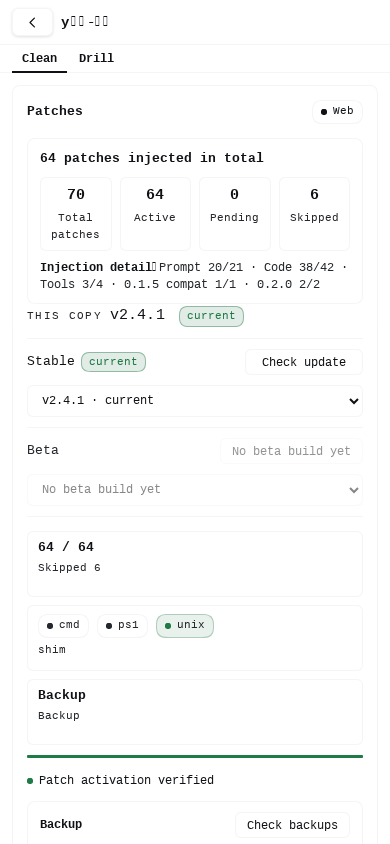 Clean Drill
Patches
Web
64 patches injected in total
70 64 0 6
Total patches Active Pending Skipped
Injection detail Prompt 20/21 · Code 38/42 ·
Tools 3/4 · 0.1.5 compat 1/1 · 0.2.0 2/2
THIS COPY v2.4.1 current
Stable current Check update
v2.4.1 · current
Beta No beta build yet
No beta build yet
64 / 64
Skipped 6
cmd ps1 unix
shim
Backup
Backup
Patch activation verified
Backup Check backups